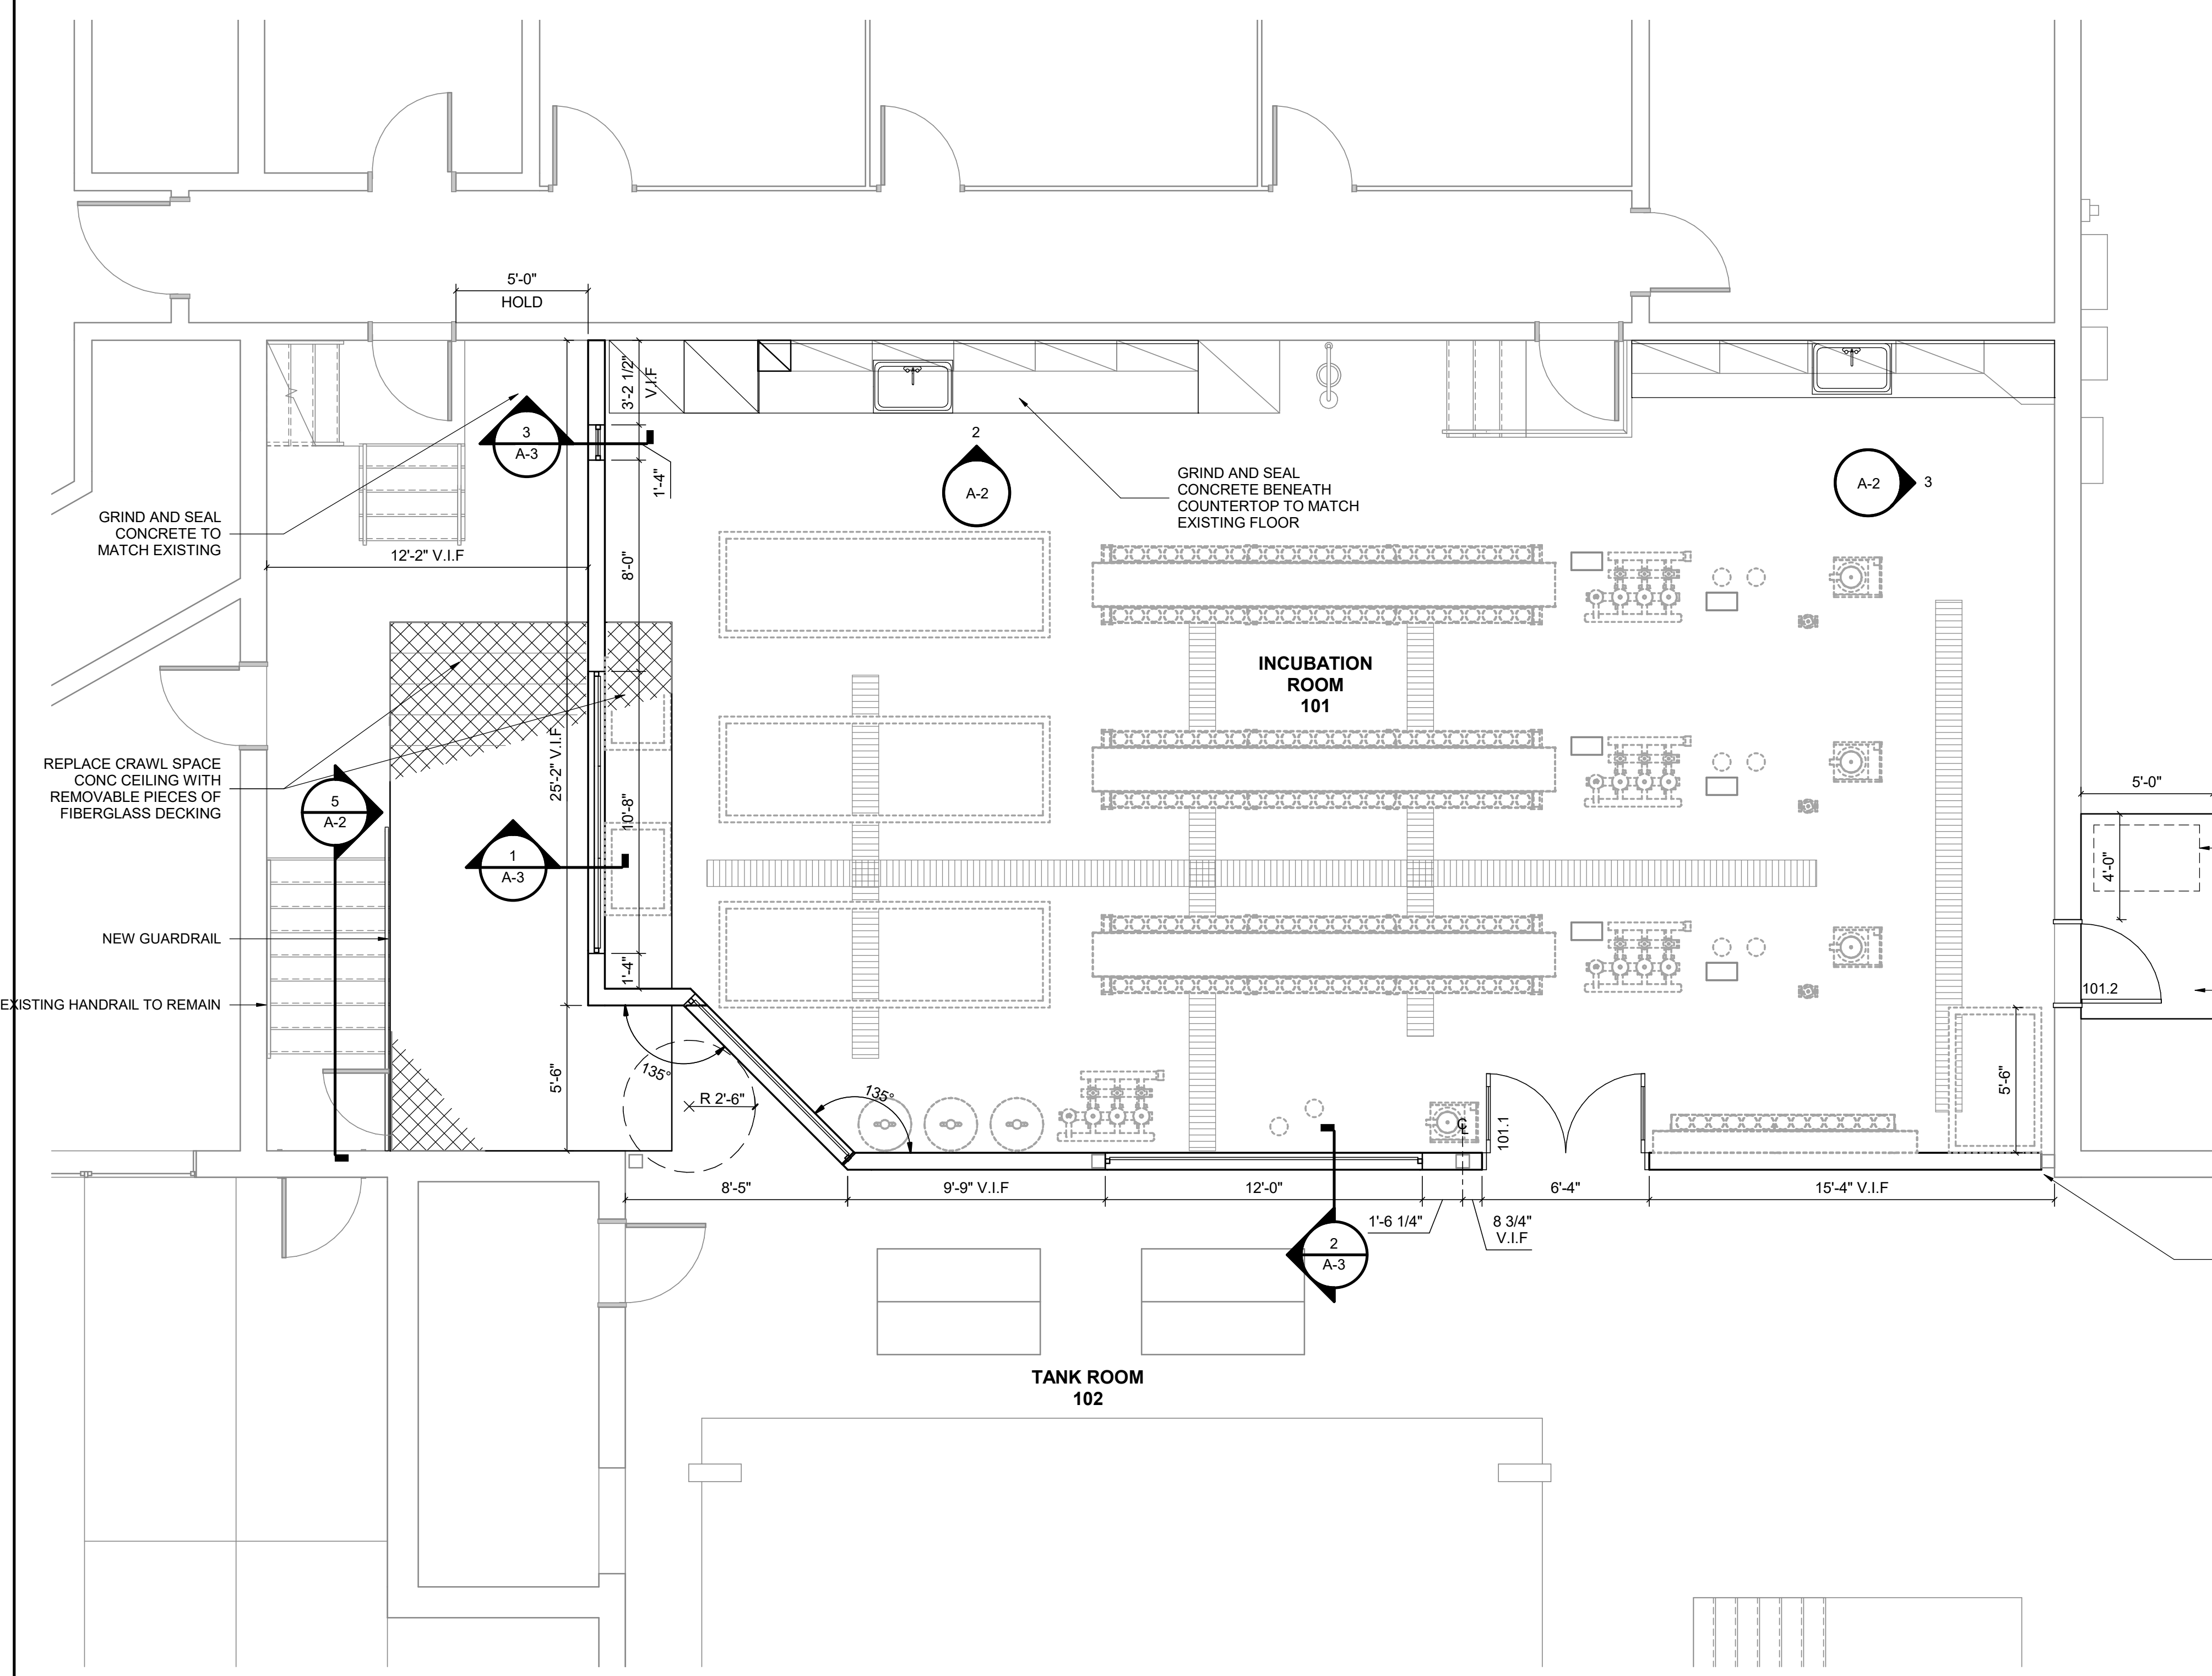 5'-0"
HOLD
3'-2 1/2"
V.I.F
3
A-3
1'-4"
2
A-2
GRIND AND SEAL
CONCRETE BENEATH
COUNTERTOP TO MATCH
EXISTING FLOOR
A-2
3
GRIND AND SEAL
CONCRETE TO
MATCH EXISTING
12'-2" V.I.F
8'-0"
INCUBATION
ROOM
101
REPLACE CRAWL SPACE
CONC CEILING WITH
REMOVABLE PIECES OF
FIBERGLASS DECKING
25'-2" V.I.F
10'-8"
5
A-2
1
A-3
5'-0"
4'-0"
NEW GUARDRAIL
1'-4"
101.2
EXISTING HANDRAIL TO REMAIN
5'-6"
135°
R 2'-6"
135°
CL
101.1
5'-6"
8'-5"
9'-9" V.I.F
12'-0"
6'-4"
15'-4" V.I.F
1'-6 1/4"
8 3/4"
V.I.F
2
A-3
TANK ROOM
102